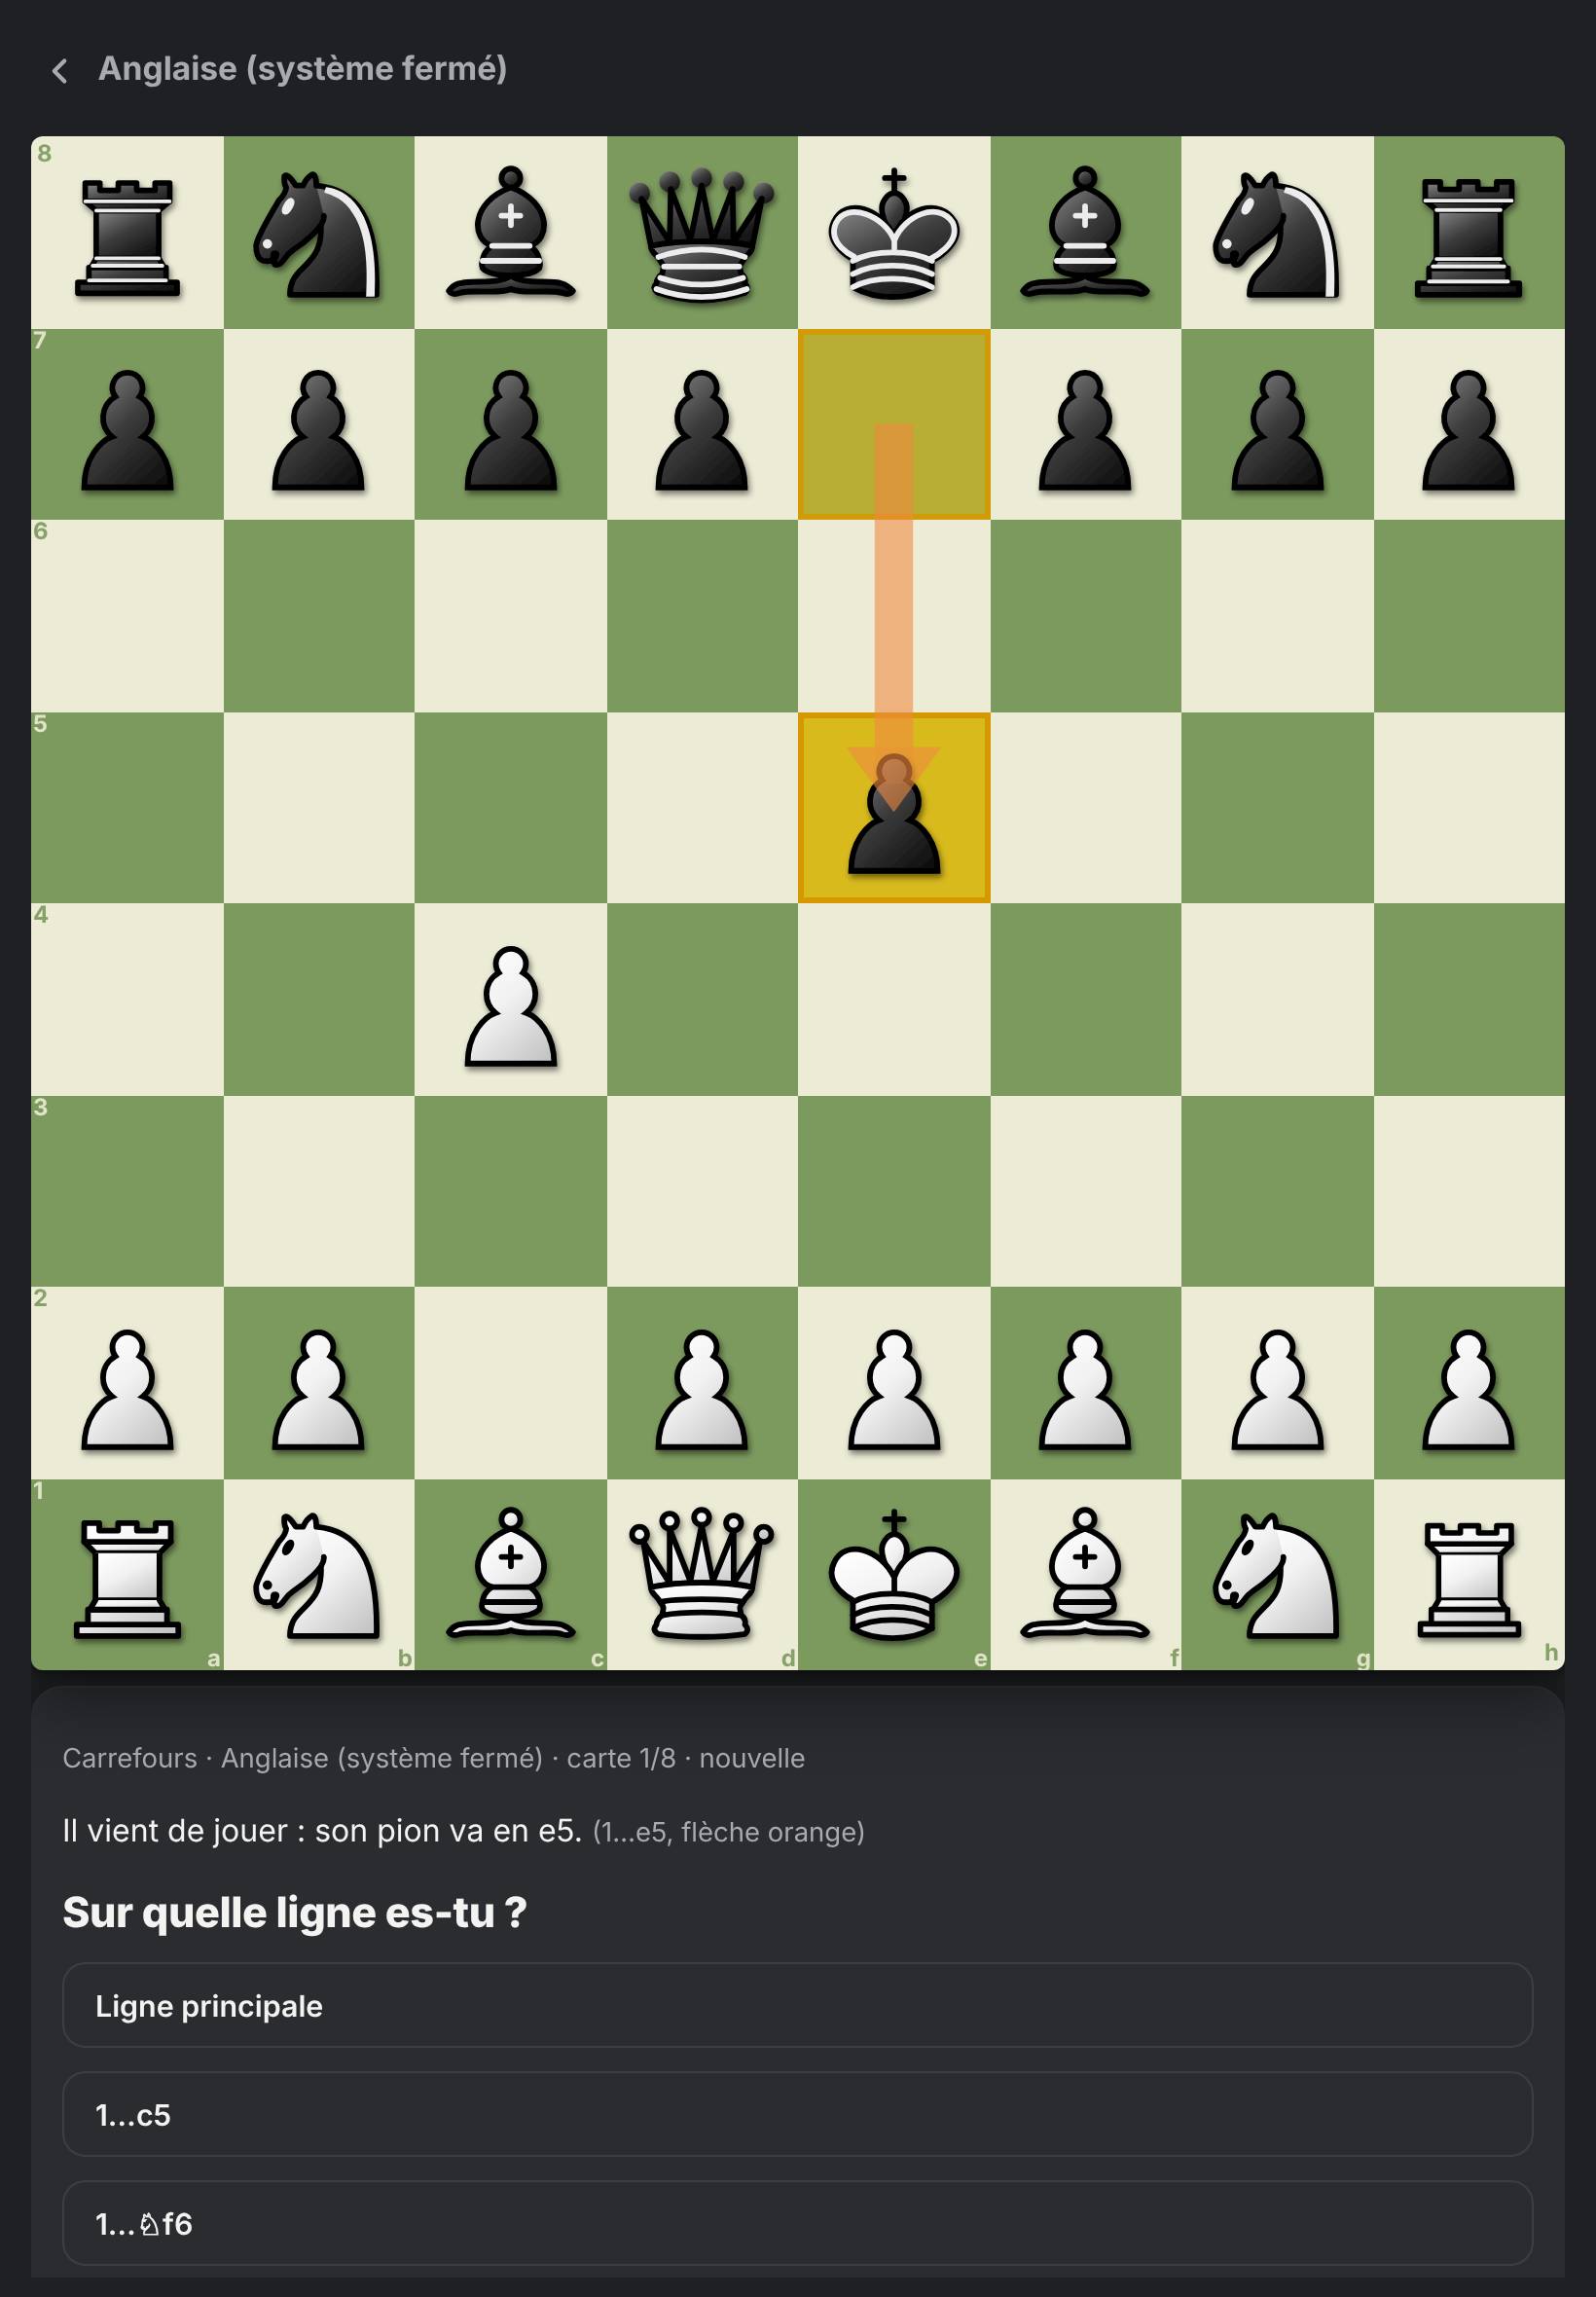 Anglaise (système fermé)
8
7
6
5
4
3
2
1
a b c d e f g h
Carrefours · Anglaise (système fermé) · carte 1/8 · nouvelle
Il vient de jouer : son pion va en e5. (1…e5, flèche orange)
Sur quelle ligne es-tu ?
Ligne principale
1…c5
1…♘f6